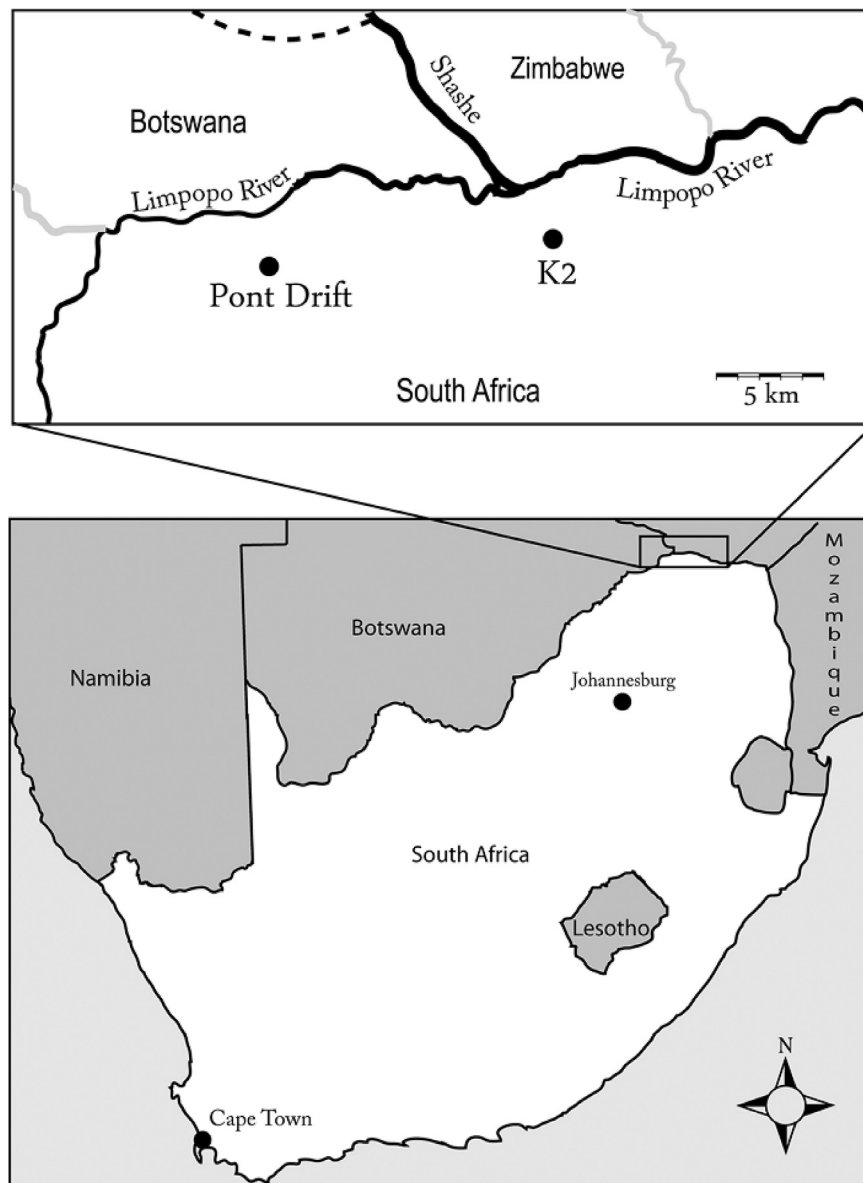 Zimbabwe
Shashe
Botswana
Limpopo River
Limpopo River
K2
Pont Drift
South Africa
5 km
Mozambique
Botswana
Namibia
Johannesburg
South Africa
Lesotho
N
Cape Town